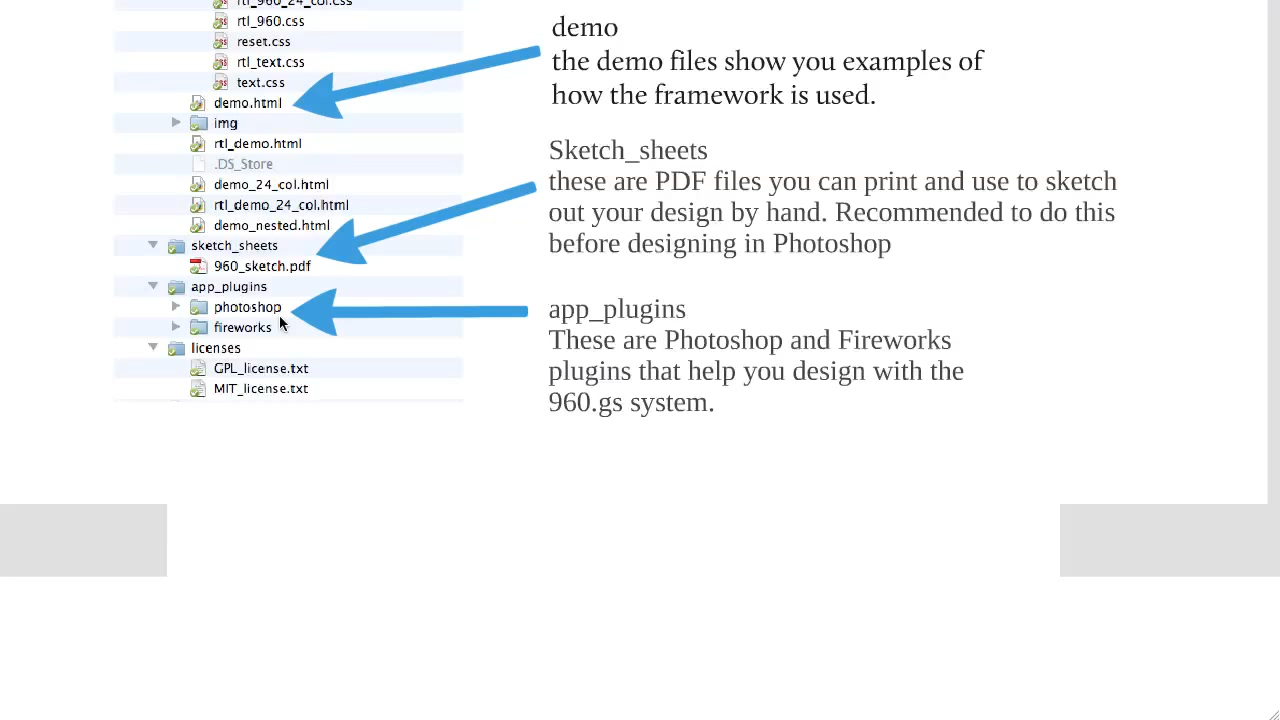 rtl_960_24_col.css
rtl_960.css
reset.css
rtl_text.css
text.css
demo.html
img
rtl_demo.html
.DS_Store
demo_24_col.html
rtl_demo_24_col.html
demo_nested.html
sketch_sheets
960_sketch.pdf
app_plugins
photoshop
fireworks
licenses
GPL_license.txt
MIT_license.txt
demo
the demo files show you examples of
how the framework is used.
Sketch_sheets
these are PDF files you can print and use to sketch
out your design by hand. Recommended to do this
before designing in Photoshop
app_plugins
These are Photoshop and Fireworks
plugins that help you design with the
960.gs system.